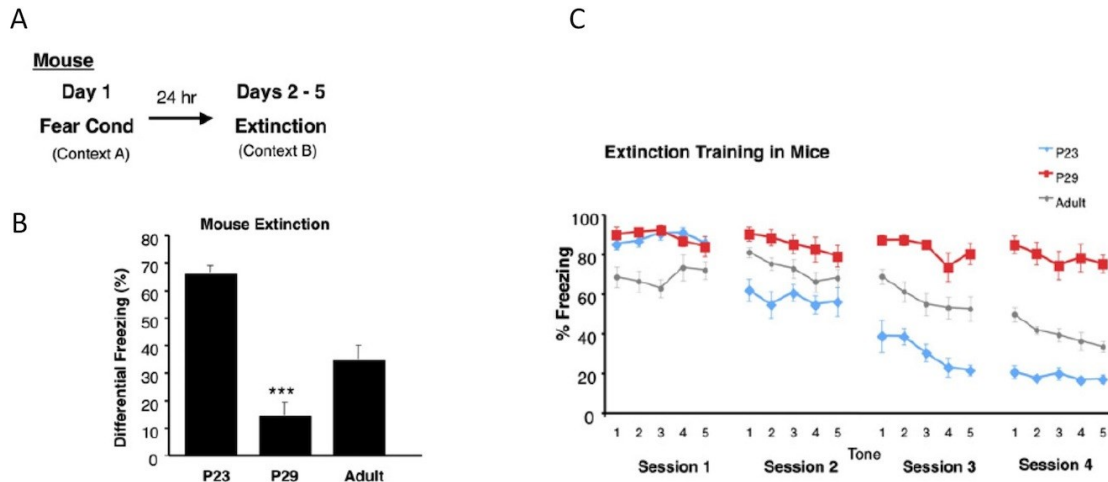 A
Mouse
Day 1
24 hr
Days 2 - 5
Fear Cond
Extinction
(Context A)
(Context B)
B
Mouse Extinction
Differential Freezing (%)
80
70
60
50
40
30
20
10
0
***
P23
P29
Adult
C
Extinction Training in Mice
P23
P29
Adult
% Freezing
100
80
60
40
20
0
1 2 3 4 5
1 2 3 4 5
1 2 3 4 5
1 2 3 4 5
Tone
Session 1
Session 2
Session 3
Session 4